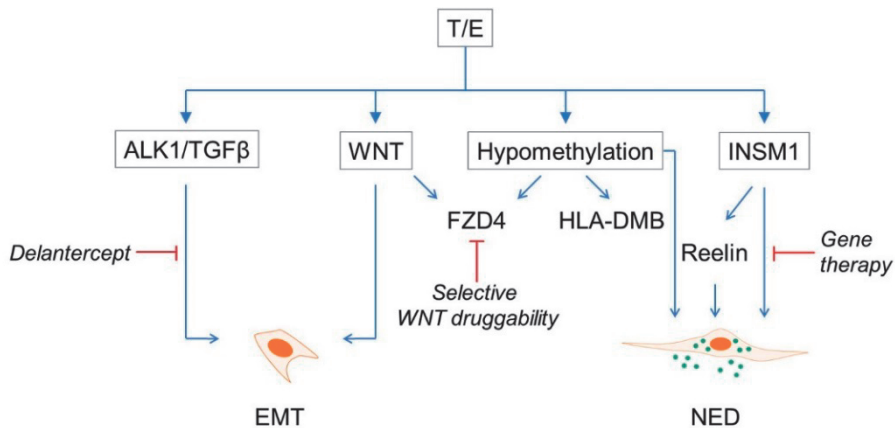 T/E
ALK1/TGFβ
WNT
Hypomethylation
INSM1
FZD4
HLA-DMB
Delantercept
Reelin
Gene
therapy
Selective
WNT druggability
EMT
NED